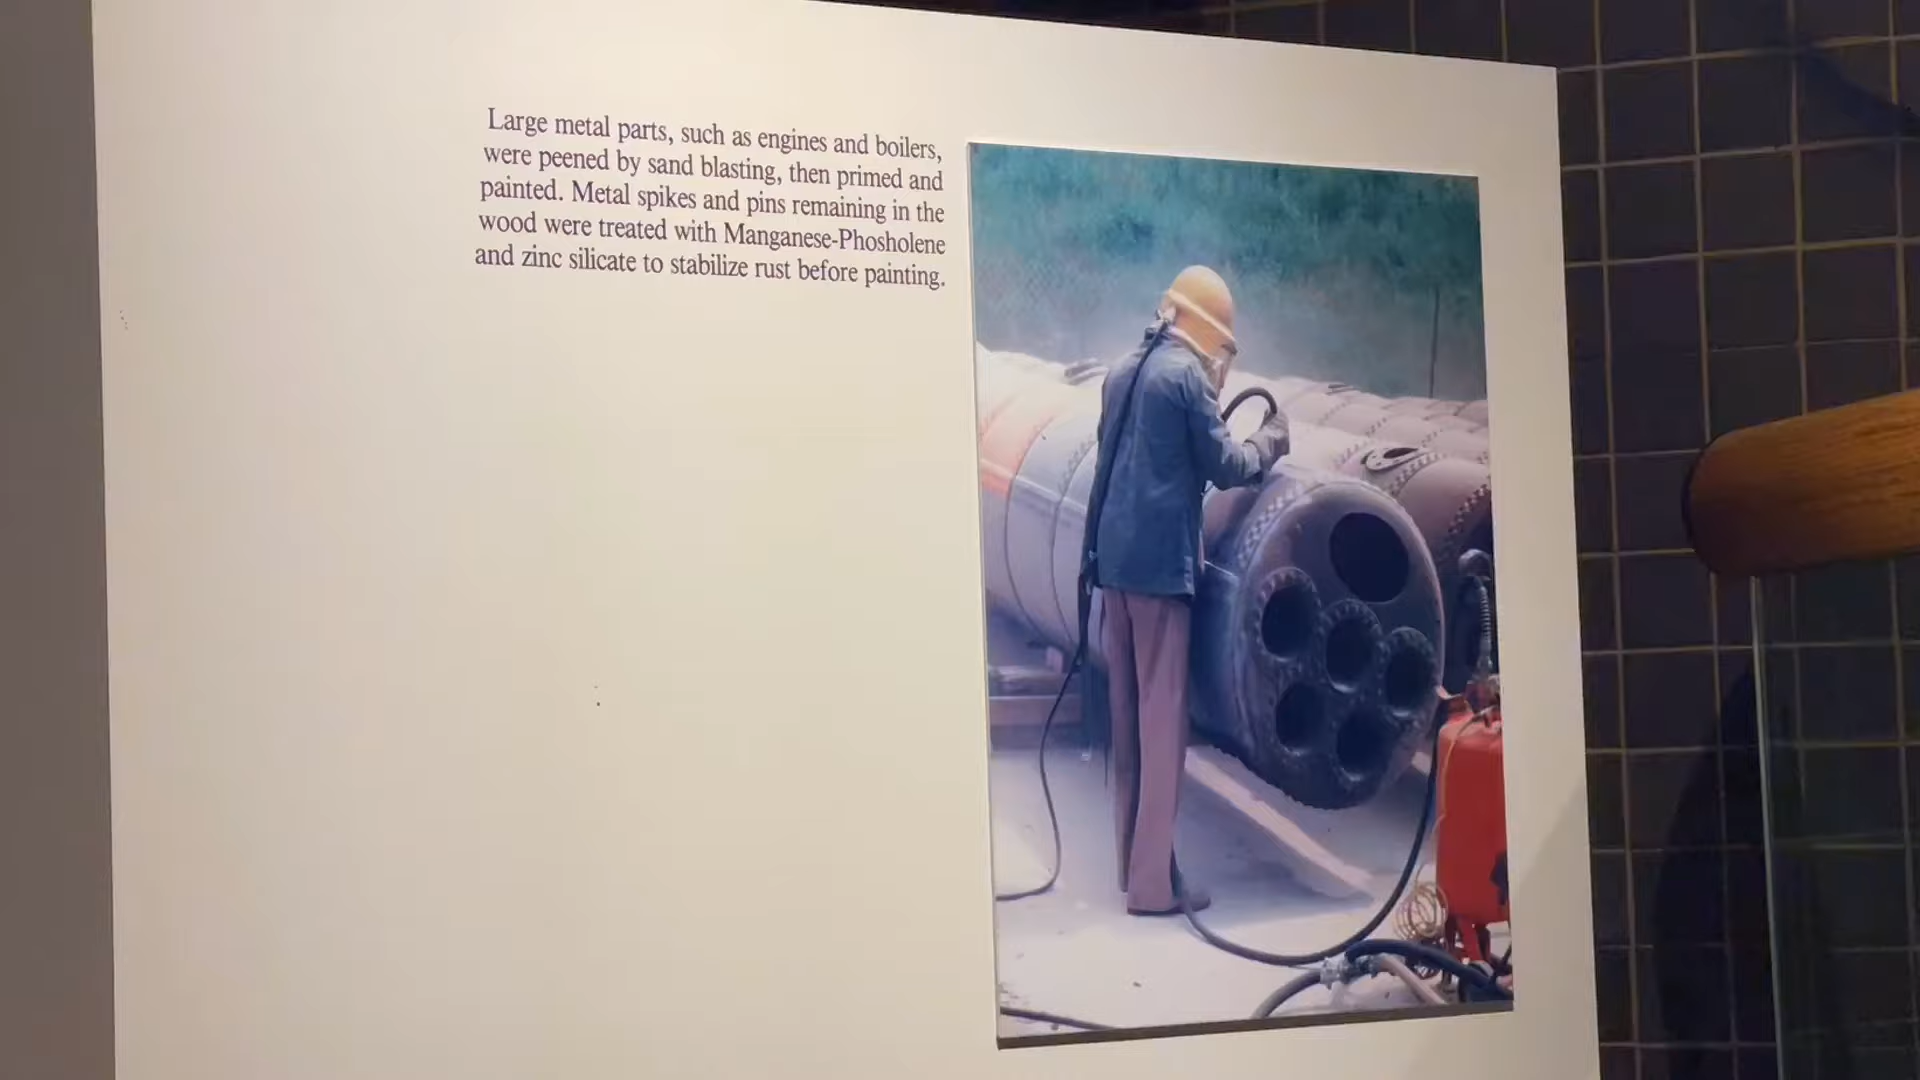 Large metal parts, such as engines and boilers,
were peened by sand blasting, then primed and
painted. Metal spikes and pins remaining in the
wood were treated with Manganese-Phosholene
and zinc silicate to stabilize rust before painting.